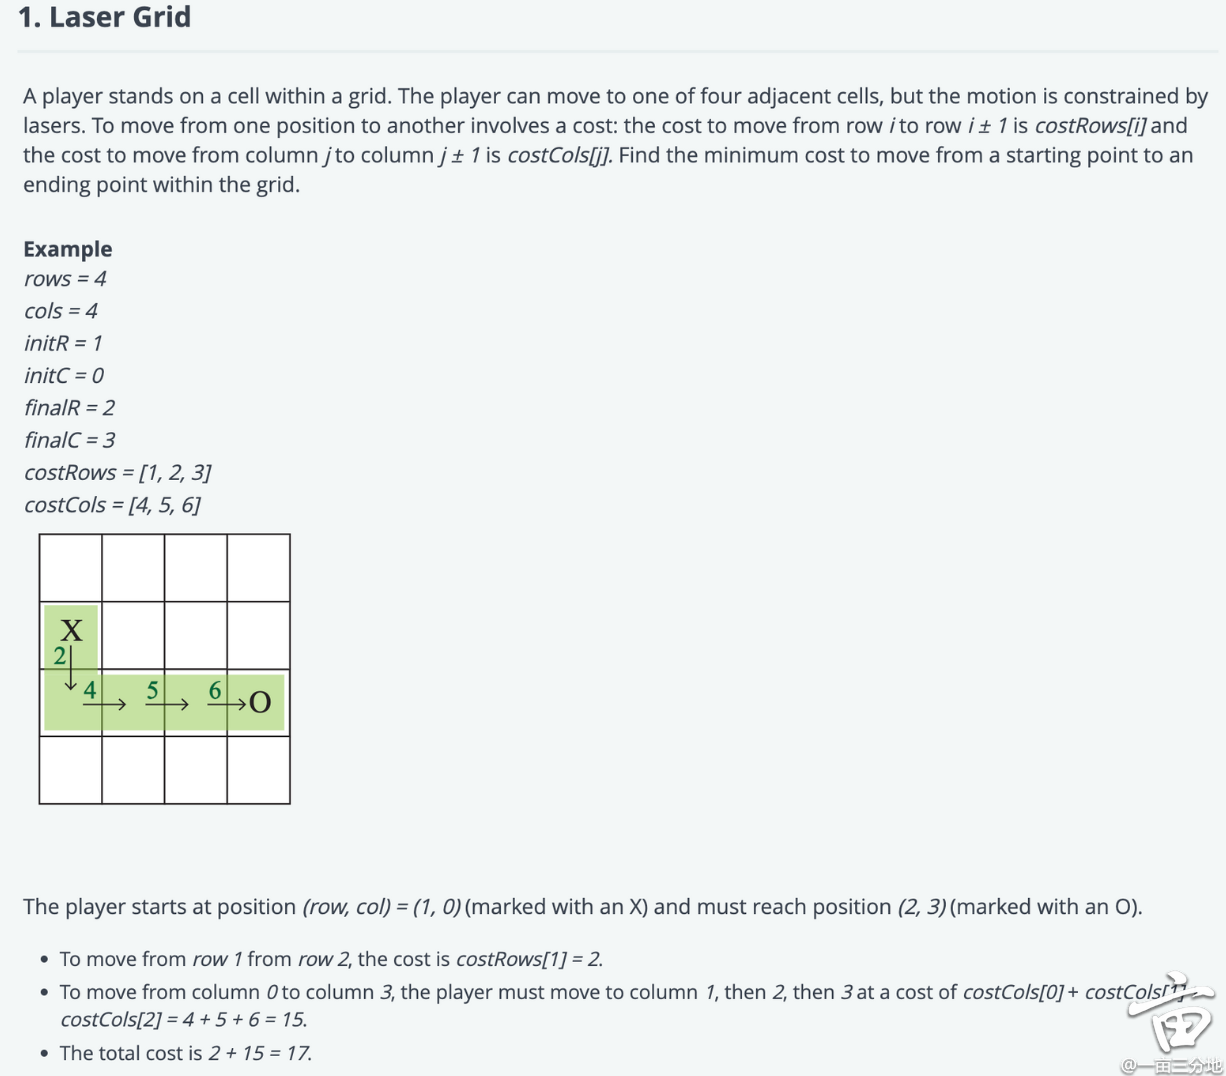 1. Laser Grid
A player stands on a cell within a grid. The player can move to one of four adjacent cells, but the motion is constrained by
lasers. To move from one position to another involves a cost: the cost to move from row i to row i ± 1 is costRows[i] and
the cost to move from column j to column j ± 1 is costCols[j]. Find the minimum cost to move from a starting point to an
ending point within the grid.
Example
rows = 4
cols = 4
initR = 1
initC = 0
finalR = 2
finalC = 3
costRows = [1, 2, 3]
costCols = [4, 5, 6]
X
2
4 5 6 O
The player starts at position (row, col) = (1, 0) (marked with an X) and must reach position (2, 3) (marked with an O).
• To move from row 1 from row 2, the cost is costRows[1] = 2.
• To move from column 0 to column 3, the player must move to column 1, then 2, then 3 at a cost of costCols[0] + costCols[1] +
costCols[2] = 4 + 5 + 6 = 15.
• The total cost is 2 + 15 = 17.
@一亩三分地